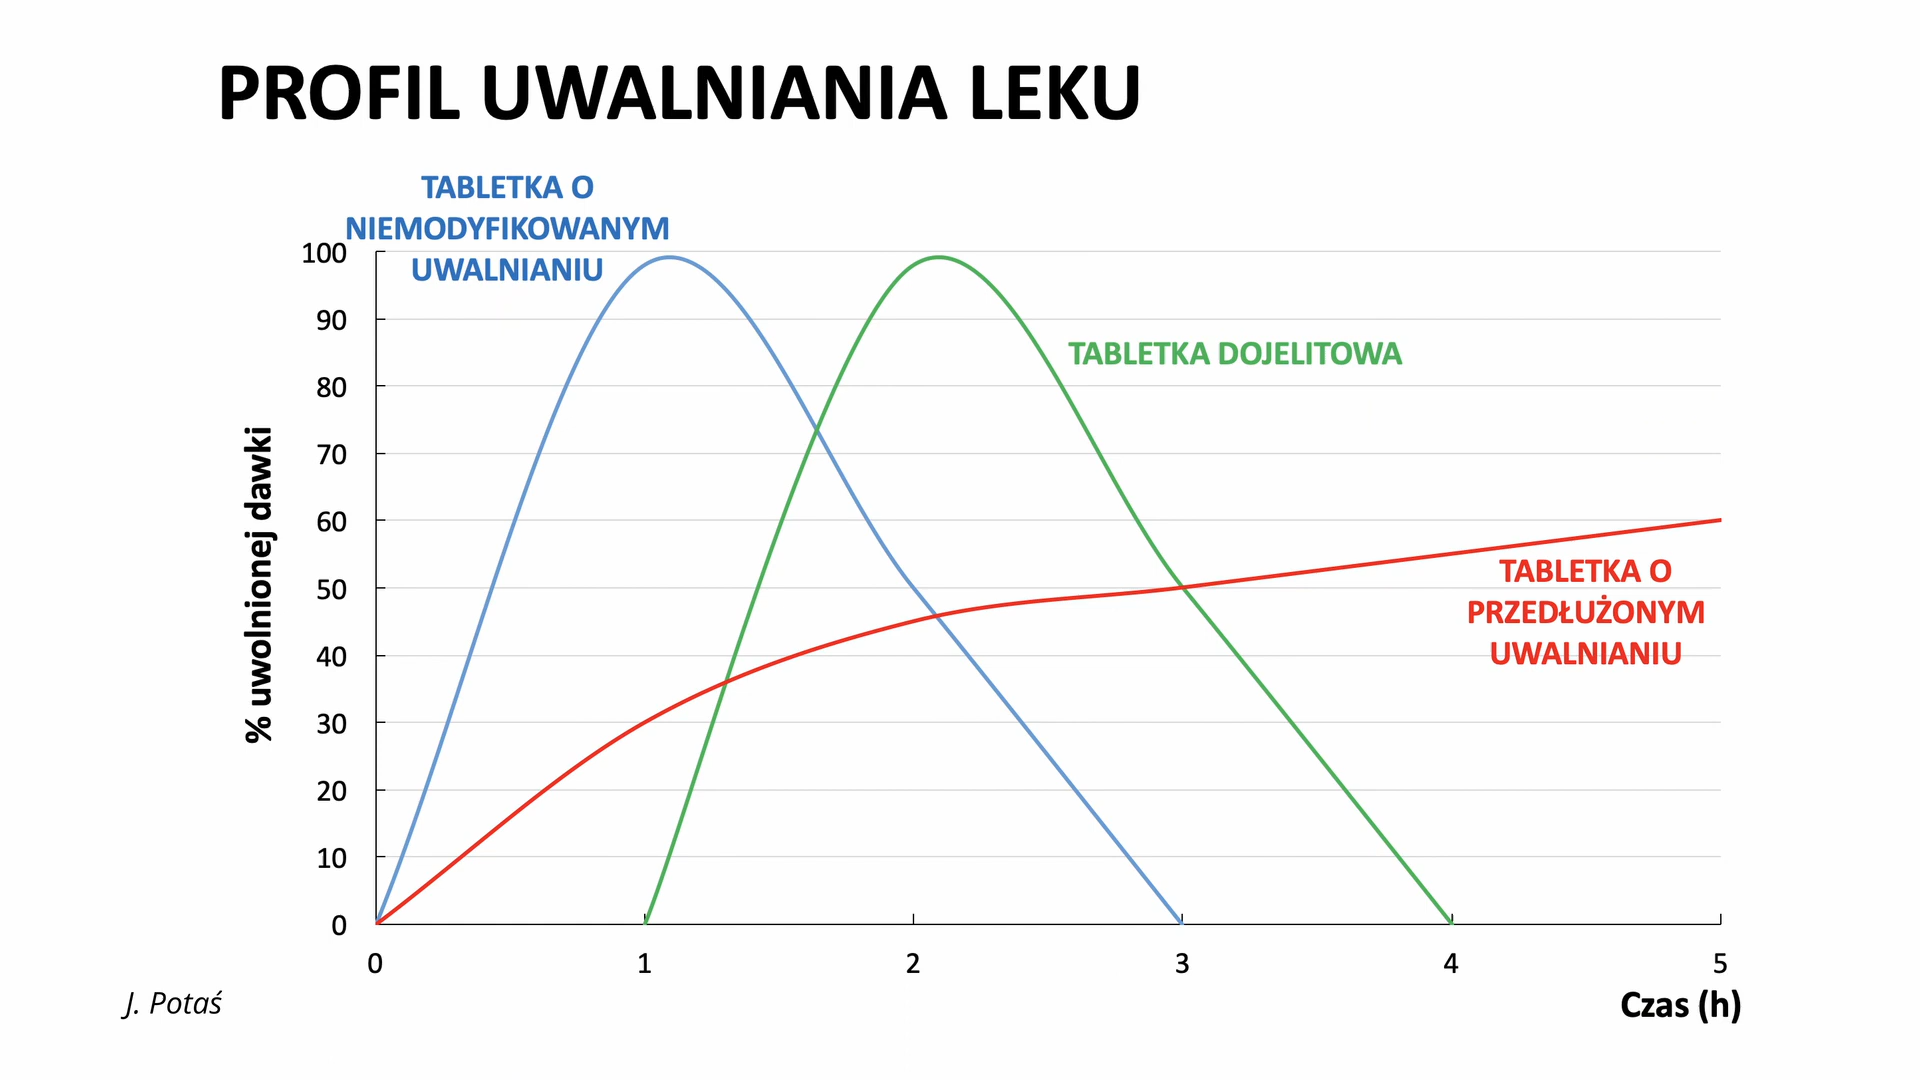 PROFIL UWALNIANIA LEKU
TABLETKA O
NIEMODYFIKOWANYM
UWALNIANIU
TABLETKA DOJELITOWA
TABLETKA O
PRZEDŁUŻONYM
UWALNIANIU
% uwolnionej dawki
100
90
80
70
60
50
40
30
20
10
0
0 1 2 3 4 5
Czas (h)
J. Potaś